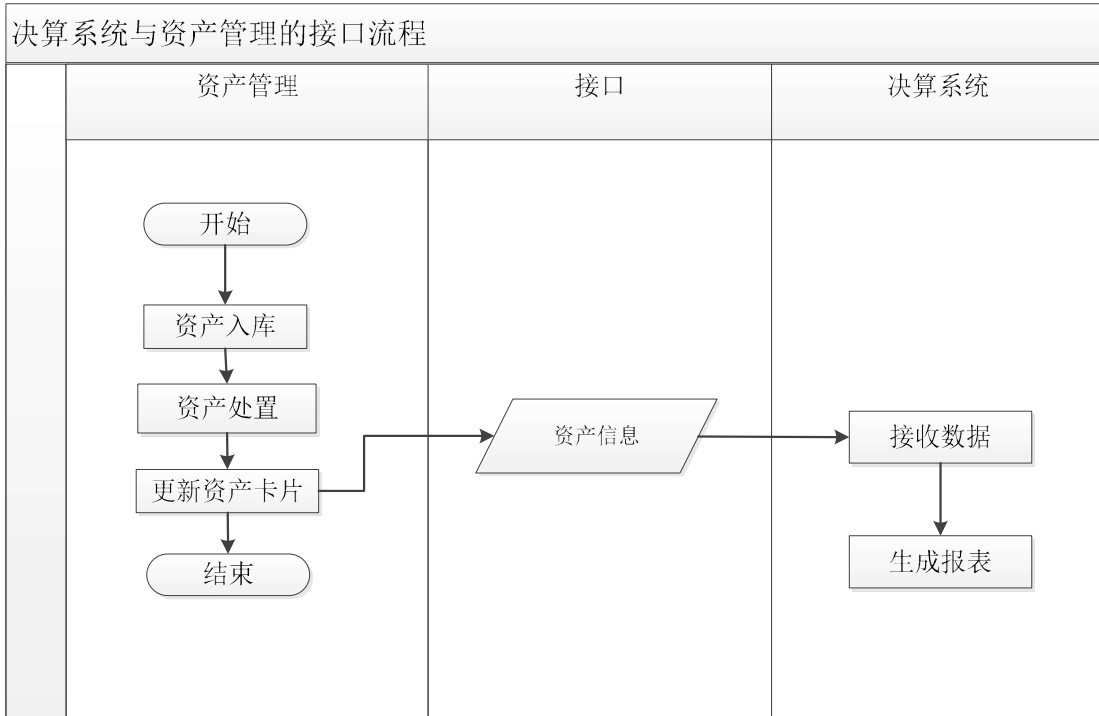 决算系统与资产管理的接口流程
资产管理
接口
决算系统
开始
资产入库
资产处置
更新资产卡片
结束
资产信息
接收数据
生成报表